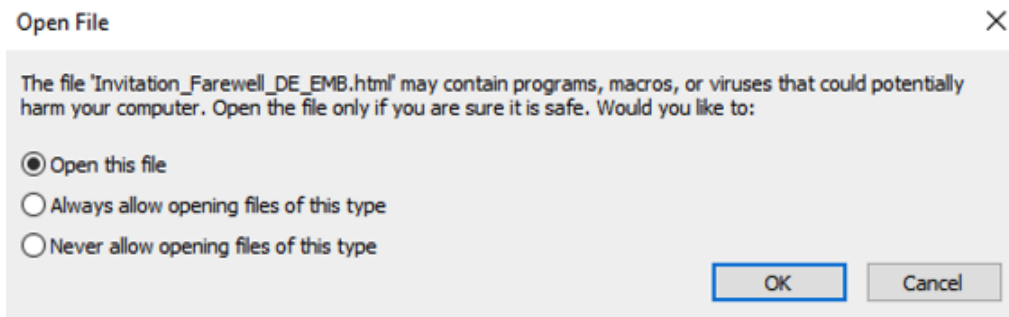 Open File
The file 'Invitation_Farewell_DE_EMB.html' may contain programs, macros, or viruses that could potentially
harm your computer. Open the file only if you are sure it is safe. Would you like to:
Open this file
Always allow opening files of this type
Never allow opening files of this type
OK Cancel